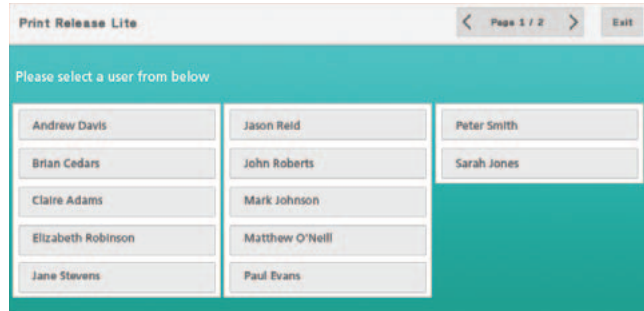 Print Release Lite
Page 1 / 2
Exit
Please select a user from below
Andrew Davis
Brian Cedars
Claire Adams
Elizabeth Robinson
Jane Stevens
Jason Reid
John Roberts
Mark Johnson
Matthew O'Neill
Paul Evans
Peter Smith
Sarah Jones